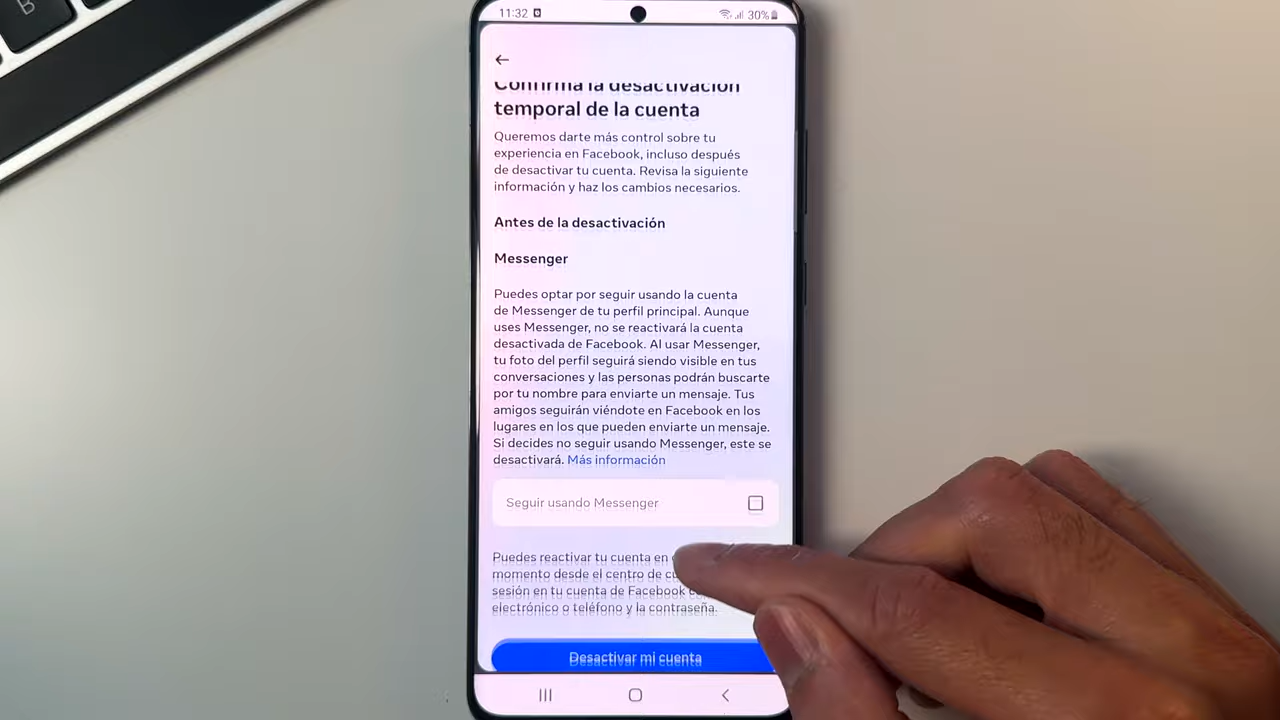 B
11:32
30%
Confirma la desactivación
temporal de la cuenta
Queremos darte más control sobre tu
experiencia en Facebook, incluso después
de desactivar tu cuenta. Revisa la siguiente
información y haz los cambios necesarios.
Antes de la desactivación
Messenger
Puedes optar por seguir usando la cuenta
de Messenger de tu perfil principal. Aunque
uses Messenger, no se reactivará la cuenta
desactivada de Facebook. Al usar Messenger,
tu foto del perfil seguirá siendo visible en tus
conversaciones y las personas podrán buscarte
por tu nombre para enviarte un mensaje. Tus
amigos seguirán viéndote en Facebook en los
lugares en los que pueden enviarte un mensaje.
Si decides no seguir usando Messenger, este se
desactivará. Más información
Seguir usando Messenger
Puedes reactivar tu cuenta en
momento desde el centro de
sesión en tu cuenta de Facebook
electrónico o teléfono y la contraseña.
Desactivar mi cuenta